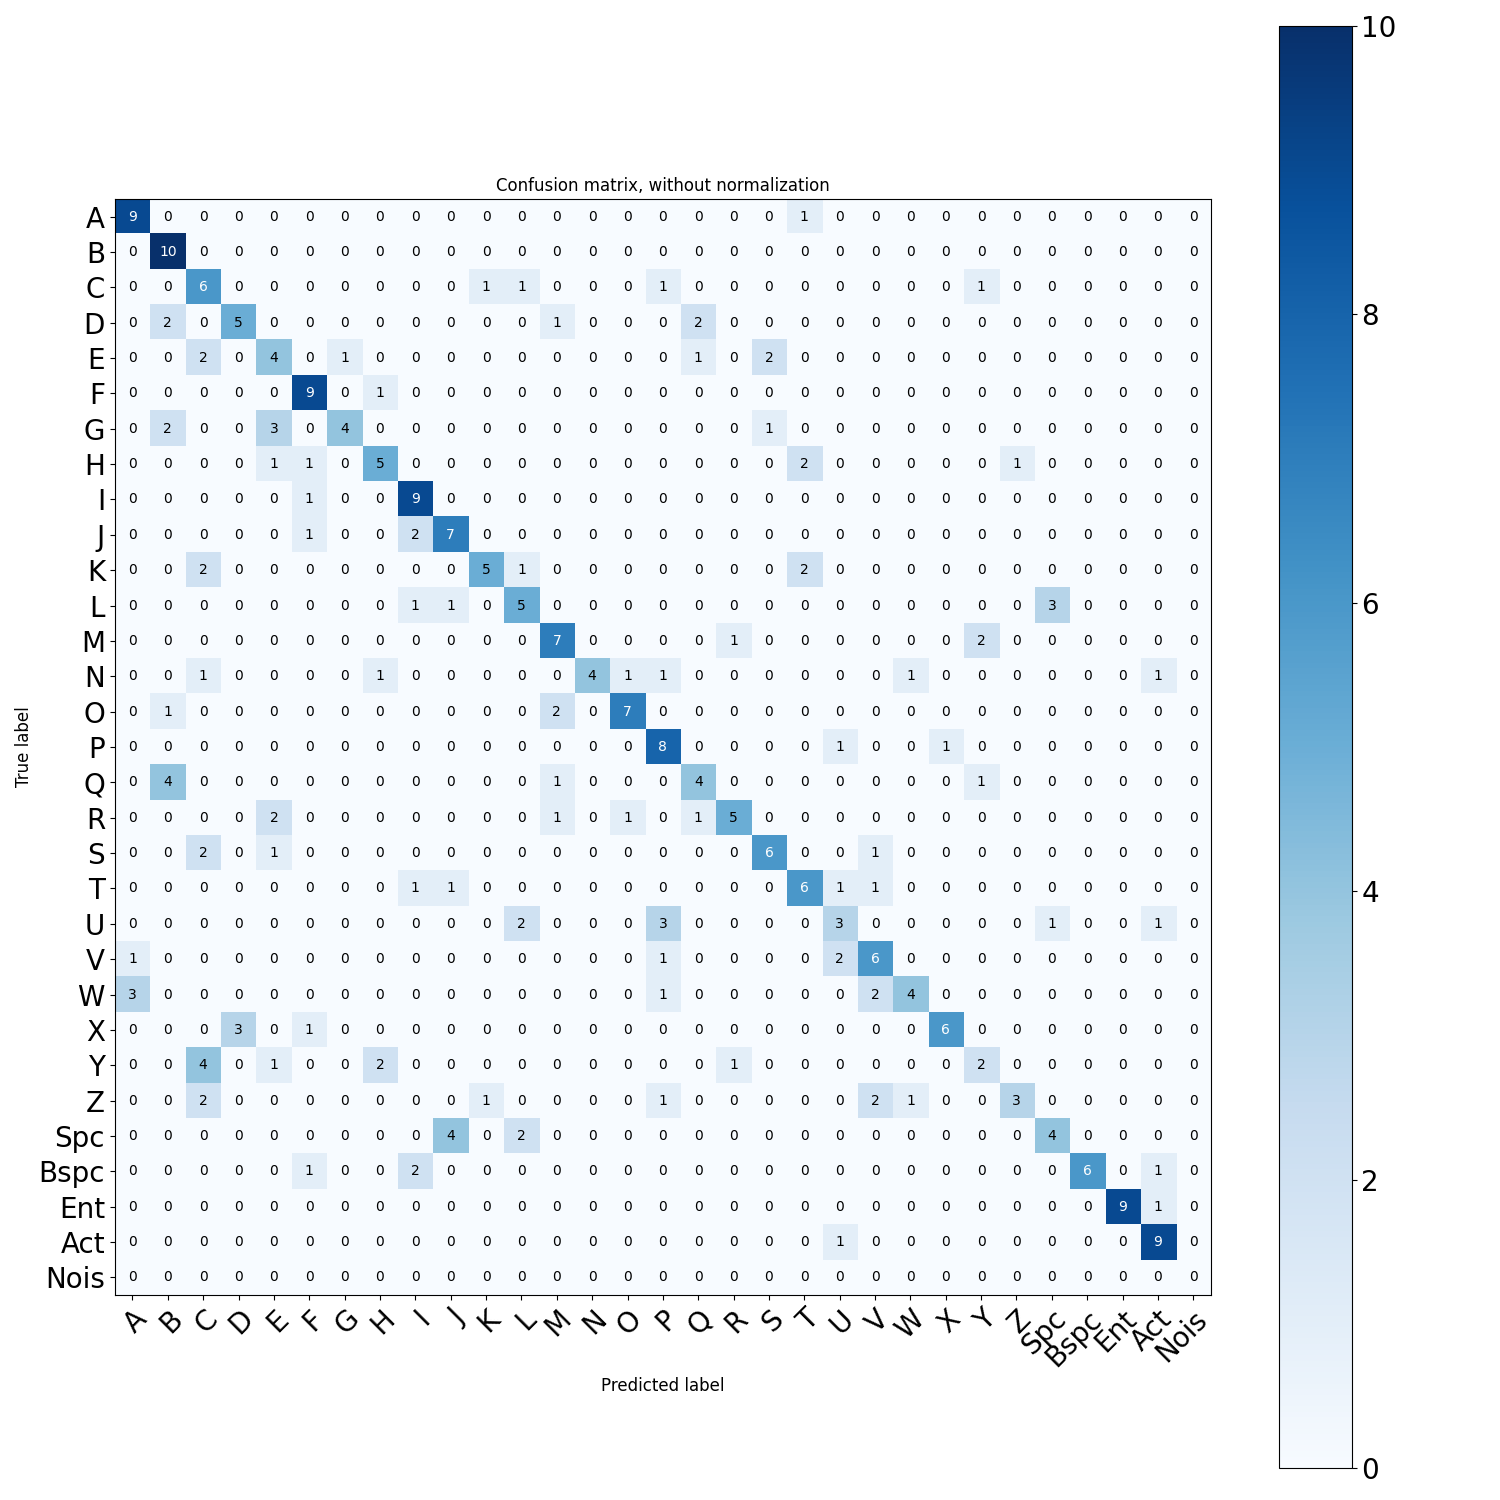 Confusion matrix, without normalization
A 9 0 0 0 0 0 0 0 0 0 0 0 0 0 0 0 0 0 0 1 0 0 0 0 0 0 0 0 0 0 0
B 0 10 0 0 0 0 0 0 0 0 0 0 0 0 0 0 0 0 0 0 0 0 0 0 0 0 0 0 0 0 0
C 0 0 6 0 0 0 0 0 0 0 1 1 0 0 0 1 0 0 0 0 0 0 0 0 1 0 0 0 0 0 0
D 0 2 0 5 0 0 0 0 0 0 0 0 1 0 0 0 2 0 0 0 0 0 0 0 0 0 0 0 0 0 0
E 0 0 2 0 4 0 1 0 0 0 0 0 0 0 0 0 1 0 2 0 0 0 0 0 0 0 0 0 0 0 0
F 0 0 0 0 0 9 0 1 0 0 0 0 0 0 0 0 0 0 0 0 0 0 0 0 0 0 0 0 0 0 0
G 0 2 0 0 3 0 4 0 0 0 0 0 0 0 0 0 0 0 1 0 0 0 0 0 0 0 0 0 0 0 0
H 0 0 0 0 1 1 0 5 0 0 0 0 0 0 0 0 0 0 0 2 0 0 0 0 0 1 0 0 0 0 0
I 0 0 0 0 0 1 0 0 9 0 0 0 0 0 0 0 0 0 0 0 0 0 0 0 0 0 0 0 0 0 0
J 0 0 0 0 0 1 0 0 2 7 0 0 0 0 0 0 0 0 0 0 0 0 0 0 0 0 0 0 0 0 0
K 0 0 2 0 0 0 0 0 0 0 5 1 0 0 0 0 0 0 0 2 0 0 0 0 0 0 0 0 0 0 0
L 0 0 0 0 0 0 0 0 1 1 0 5 0 0 0 0 0 0 0 0 0 0 0 0 0 0 3 0 0 0 0
M 0 0 0 0 0 0 0 0 0 0 0 0 7 0 0 0 0 1 0 0 0 0 0 0 2 0 0 0 0 0 0
N 0 0 1 0 0 0 0 1 0 0 0 0 0 4 1 1 0 0 0 0 0 0 1 0 0 0 0 0 0 1 0
O 0 1 0 0 0 0 0 0 0 0 0 0 2 0 7 0 0 0 0 0 0 0 0 0 0 0 0 0 0 0 0
P 0 0 0 0 0 0 0 0 0 0 0 0 0 0 0 8 0 0 0 0 1 0 0 1 0 0 0 0 0 0 0
Q 0 4 0 0 0 0 0 0 0 0 0 0 1 0 0 0 4 0 0 0 0 0 0 0 1 0 0 0 0 0 0
R 0 0 0 0 2 0 0 0 0 0 0 0 1 0 1 0 1 5 0 0 0 0 0 0 0 0 0 0 0 0 0
S 0 0 2 0 1 0 0 0 0 0 0 0 0 0 0 0 0 0 6 0 0 1 0 0 0 0 0 0 0 0 0
T 0 0 0 0 0 0 0 0 1 1 0 0 0 0 0 0 0 0 0 6 1 1 0 0 0 0 0 0 0 0 0
U 0 0 0 0 0 0 0 0 0 0 0 2 0 0 0 3 0 0 0 0 3 0 0 0 0 0 1 0 0 1 0
V 1 0 0 0 0 0 0 0 0 0 0 0 0 0 0 1 0 0 0 0 2 6 0 0 0 0 0 0 0 0 0
W 3 0 0 0 0 0 0 0 0 0 0 0 0 0 0 1 0 0 0 0 0 2 4 0 0 0 0 0 0 0 0
X 0 0 0 3 0 1 0 0 0 0 0 0 0 0 0 0 0 0 0 0 0 0 0 6 0 0 0 0 0 0 0
Y 0 0 4 0 1 0 0 2 0 0 0 0 0 0 0 0 0 1 0 0 0 0 0 0 2 0 0 0 0 0 0
Z 0 0 2 0 0 0 0 0 0 0 1 0 0 0 0 1 0 0 0 0 0 2 1 0 0 3 0 0 0 0 0
Spc 0 0 0 0 0 0 0 0 0 4 0 2 0 0 0 0 0 0 0 0 0 0 0 0 0 0 4 0 0 0 0
Bspc 0 0 0 0 0 1 0 0 2 0 0 0 0 0 0 0 0 0 0 0 0 0 0 0 0 0 0 6 0 1 0
Ent 0 0 0 0 0 0 0 0 0 0 0 0 0 0 0 0 0 0 0 0 0 0 0 0 0 0 0 0 9 1 0
Act 0 0 0 0 0 0 0 0 0 0 0 0 0 0 0 0 0 0 0 0 1 0 0 0 0 0 0 0 0 9 0
Nois 0 0 0 0 0 0 0 0 0 0 0 0 0 0 0 0 0 0 0 0 0 0 0 0 0 0 0 0 0 0 0
A B C D E F G H I J K L M N O P Q R S T U V W X Y Z Spc Bspc Ent Act Nois
Predicted label
True label
10
8
6
4
2
0